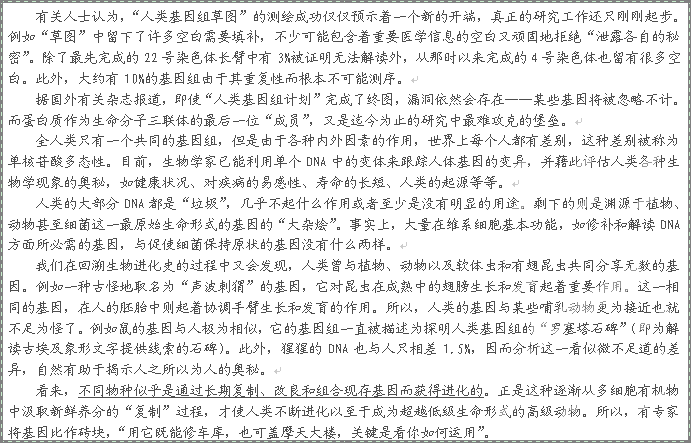 有关人士认为，“人类基因组草图”的测绘成功仅仅预示着一个新的开端，真正的研究工作还只刚刚起步。
例如“草图”中留下了许多空白需要填补，不少可能包含着重要医学信息的空白又顽固地拒绝“泄露各自的秘
密”。除了最先完成的22号染色体长臂中有3%被证明无法解读外，从那时以来完成的4号染色体也留有很多空
白。此外，大约有10%的基因组由于其重复性而根本不可能测序。
据国外有关杂志报道，即使“人类基因组计划”完成了终图，漏洞依然会存在——某些基因将被忽略不计。
而蛋白质作为生命分子三联体的最后一位“成员”，又是迄今为止的研究中最难攻克的堡垒。
全人类只有一个共同的基因组，但是由于各种内外因素的作用，世界上每个人都有差别，这种差别被称为
单核苷酸多态性。目前，生物学家已能利用单个DNA中的变体来跟踪人体基因的变异，并藉此评估人类各种生
物学现象的奥秘，如健康状况、对疾病的易感性、寿命的长短、人类的起源等等。
人类的大部分DNA都是“垃圾”，几乎不起什么作用或者至少是没有明显的用途。剩下的则是渊源于植物、
动物甚至细菌这一最原始生命形式的基因的“大杂烩”。事实上，大量在维系细胞基本功能，如修补和解读DNA
方面所必需的基因，与促使细菌保持原状的基因没有什么两样。
我们在回溯生物进化史的过程中又会发现，人类曾与植物、动物以及软体虫和有翅昆虫共同分享无数的基
因。例如一种古怪地取名为“声波刺猬”的基因，它对昆虫在成熟中的翅膀生长和发育起着重要作用。这一相
同的基因，在人的胚胎中则起着协调手臂生长和发育的作用。所以，人类的基因与某些哺乳动物更为接近也就
不足为怪了。例如鼠的基因与人极为相似，它的基因组一直被描述为探明人类基因组的“罗塞塔石碑”（即为解
读古埃及象形文字提供线索的石碑）。此外，猩猩的DNA也与人只相差1.5%，因而分析这一看似微不足道的差
异，自然有助于揭示人之所以为人的奥秘。
看来，不同物种似乎是通过长期复制、改良和组合现存基因而获得进化的。正是这种逐渐从多细胞有机物
中汲取新鲜养分的“复制”过程，才使人类不断进化以至于成为超越低级生命形式的高级动物。所以，有专家
将基因比作砖块，“用它既能修车库，也可盖摩天大楼，关键是看你如何运用”。